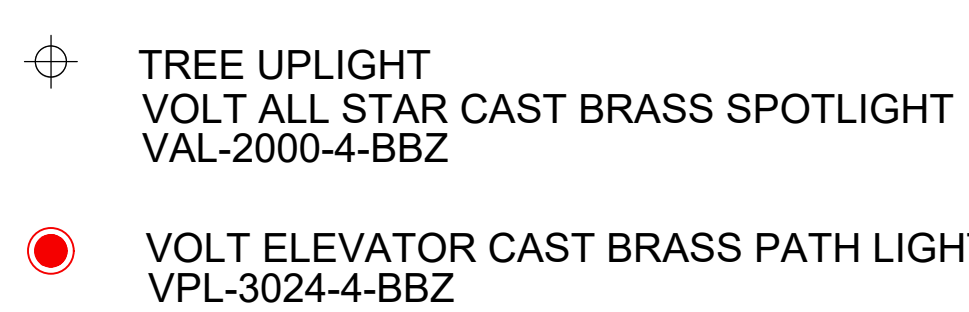 TREE UPLIGHT
VOLT ALL STAR CAST BRASS SPOTLIGHT
VAL-2000-4-BBZ
VOLT ELEVATOR CAST BRASS PATH LIGHT
VPL-3024-4-BBZ